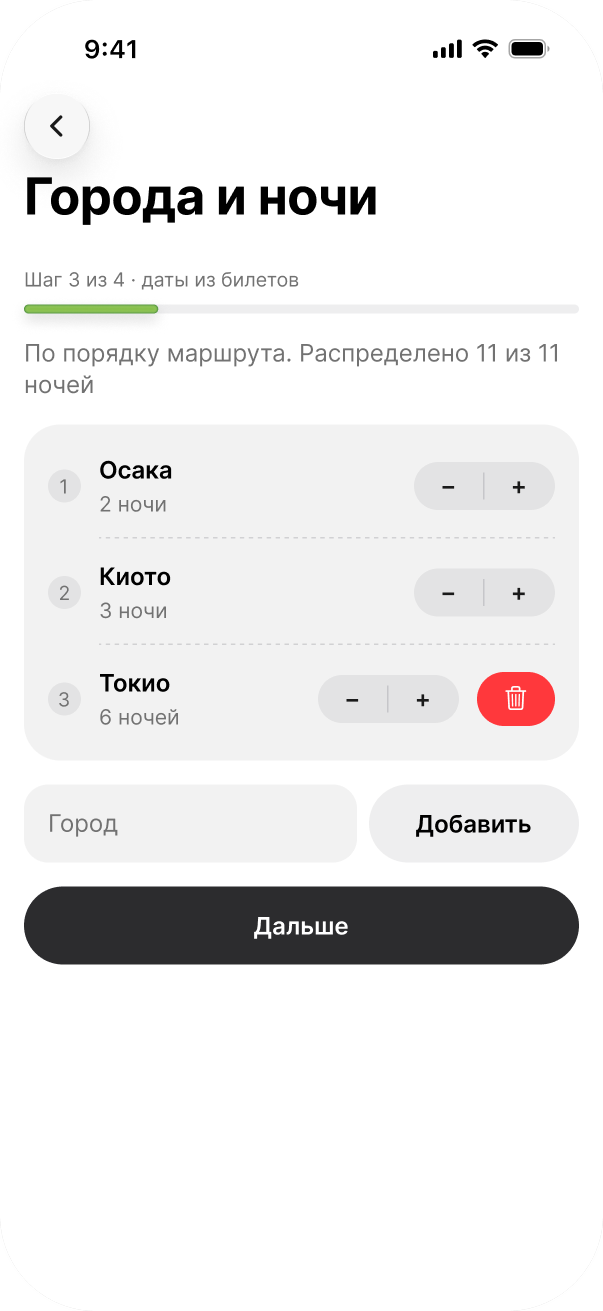 9:41
Города и ночи
Шаг 3 из 4 · даты из билетов
По порядку маршрута. Распределено 11 из 11
ночей
1
Осака
2 ночи
− +
2
Киото
3 ночи
− +
3
Токио
6 ночей
− +
Город
Добавить
Дальше